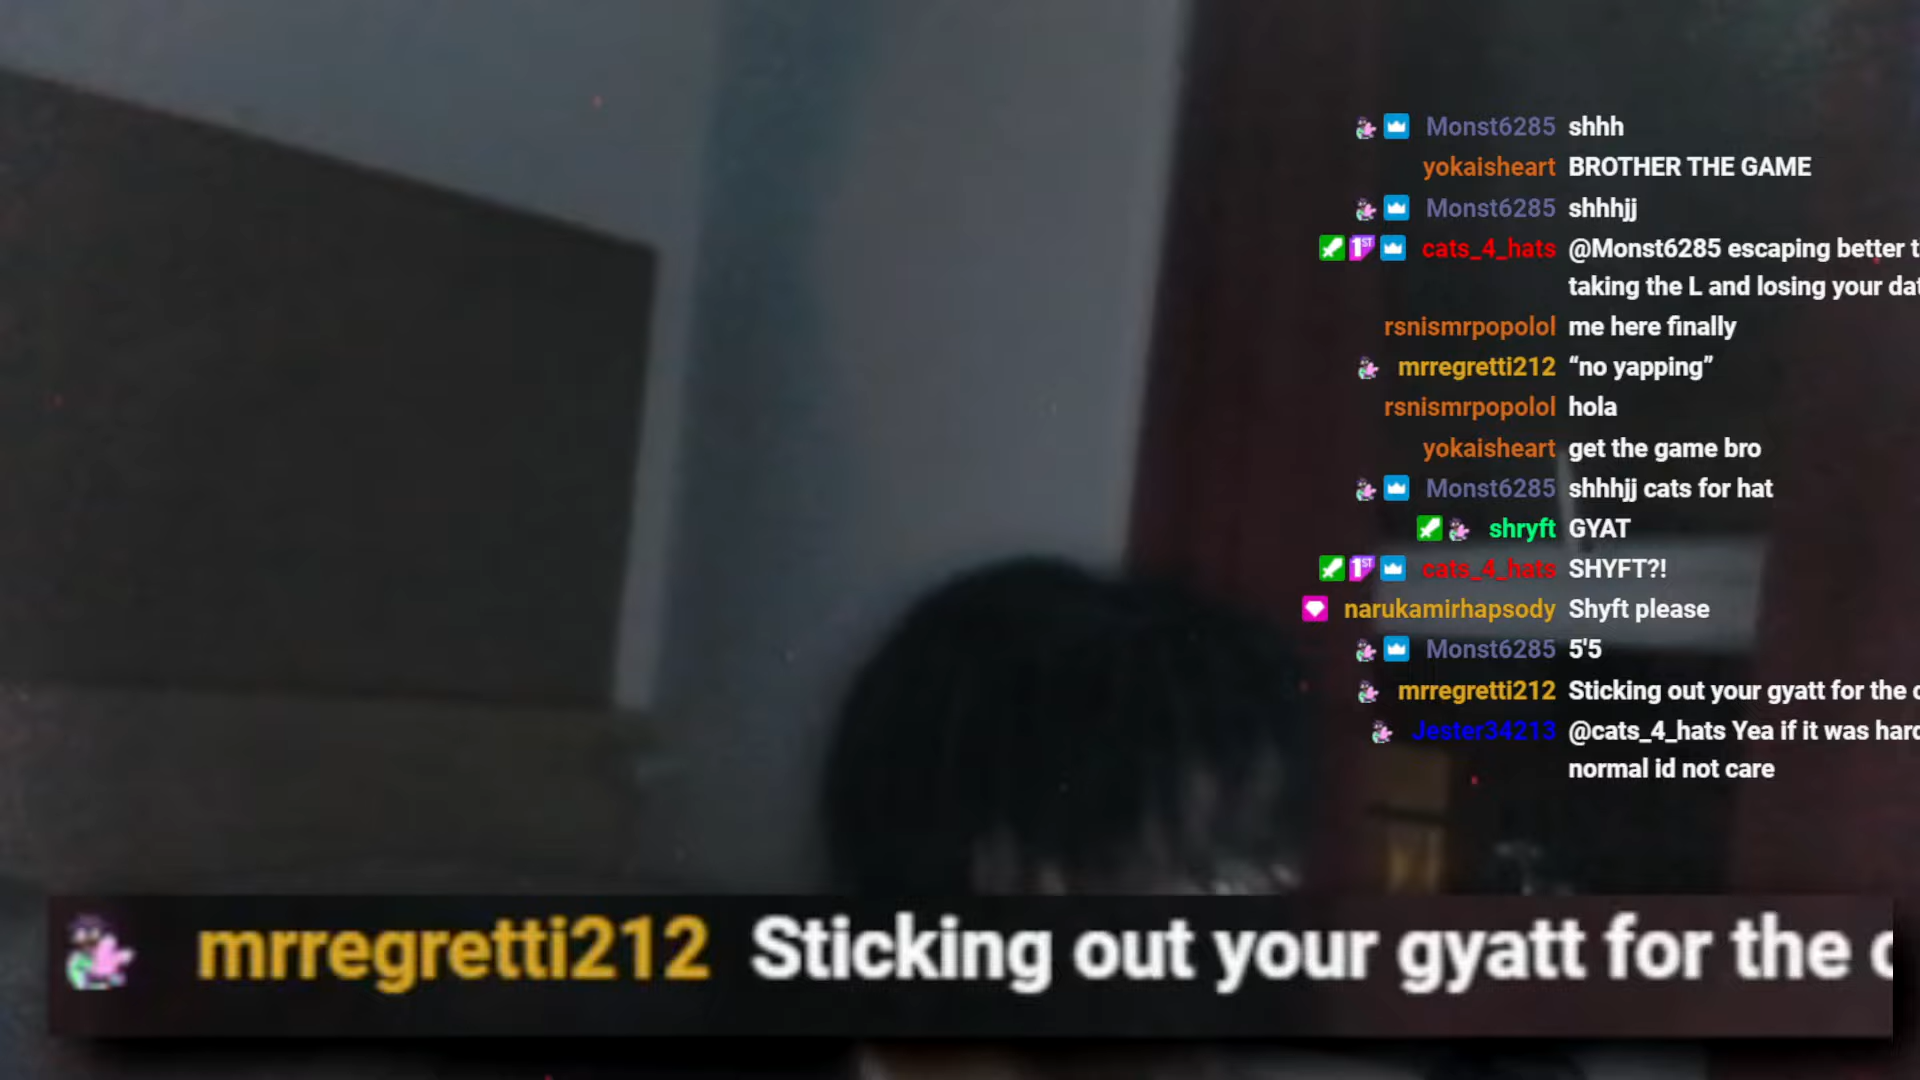 Monst6285 shhh
yokaisheart BROTHER THE GAME
Monst6285 shhhjj
1ST cats_4_hats @Monst6285 escaping better
taking the L and losing your
rsnismrpopolol me here finally
mrregretti212 “no yapping”
rsnismrpopolol hola
yokaisheart get the game bro
Monst6285 shhhjj cats for hat
shryft GYAT
1ST cats_4_hats SHYFT?!
narukamirhapsody Shyft please
Monst6285 5'5
mrregretti212 Sticking out your gyatt for the
Jester34213 @cats_4_hats Yea if it was
normal id not care
mrregretti212 Sticking out your gyatt for the